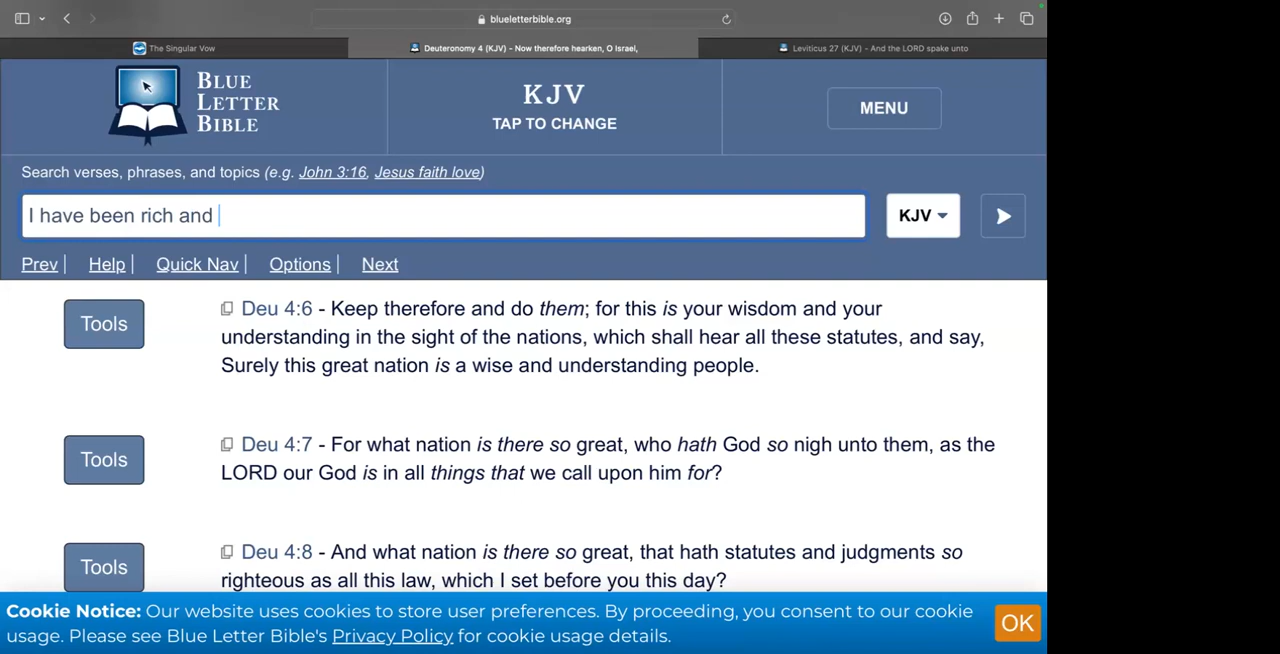 blueletterbible.org
The Singular Vow
Deuteronomy 4 (KJV) - Now therefore hearken, O Israel,
Leviticus 27 (KJV) - And the LORD spake unto
BLUE
LETTER
BIBLE
KJV
TAP TO CHANGE
MENU
Search verses, phrases, and topics (e.g. John 3:16, Jesus faith love)
I have been rich and
KJV
Prev | Help | Quick Nav | Options | Next
Tools
Deu 4:6 - Keep therefore and do them; for this is your wisdom and your
understanding in the sight of the nations, which shall hear all these statutes, and say,
Surely this great nation is a wise and understanding people.
Tools
Deu 4:7 - For what nation is there so great, who hath God so nigh unto them, as the
LORD our God is in all things that we call upon him for?
Tools
Deu 4:8 - And what nation is there so great, that hath statutes and judgments so
righteous as all this law, which I set before you this day?
Cookie Notice: Our website uses cookies to store user preferences. By proceeding, you consent to our cookie
usage. Please see Blue Letter Bible's Privacy Policy for cookie usage details.
OK